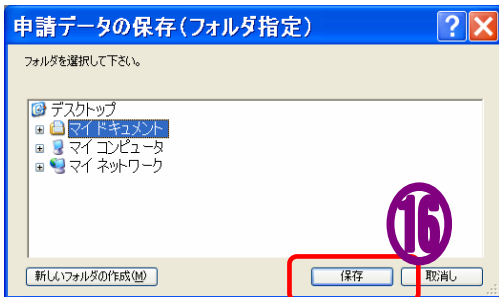 申請データの保存(フォルダ指定)
フォルダを選択して下さい。
デスクトップ
マイ ドキュメント
マイ コンピュータ
マイ ネットワーク
16
新しいフォルダの作成(M) 保存 取消し